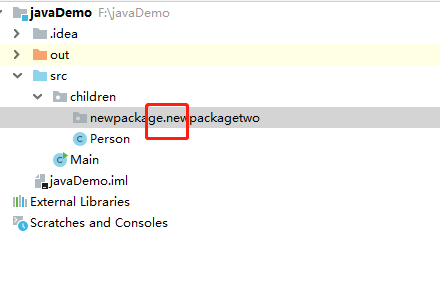 javaDemo F:\javaDemo
.idea
out
src
children
newpackage.newpackagetwo
Person
Main
javaDemo.iml
External Libraries
Scratches and Consoles